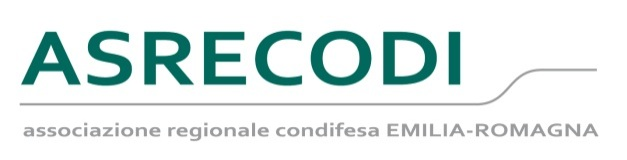 ASRECODI
associazione regionale condifesa EMILIA-ROMAGNA